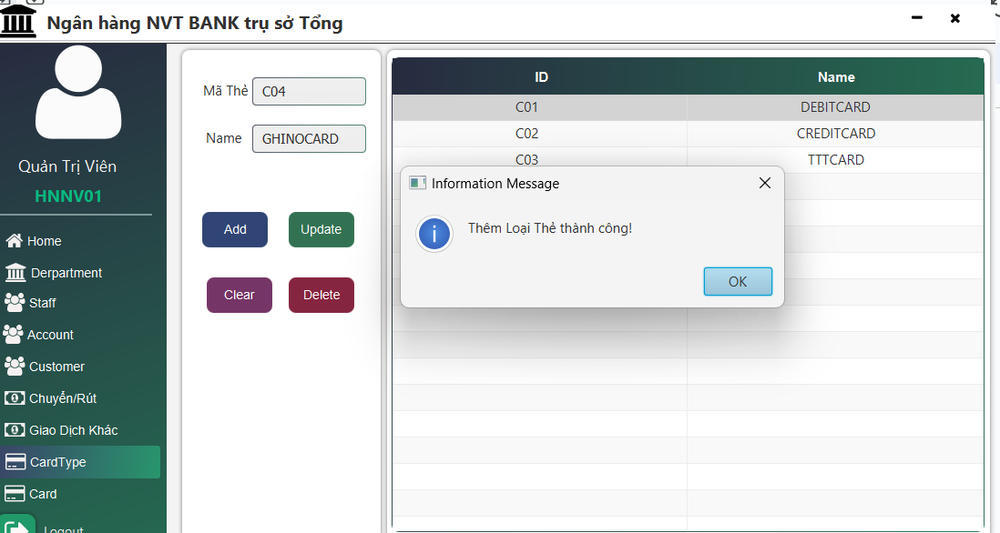 Ngân hàng NVT BANK trụ sở Tổng
Quản Trị Viên
HNNV01
Home
Derpartment
Staff
Account
Customer
Chuyển/Rút
Giao Dịch Khác
CardType
Card
Logout
Mã Thẻ C04
Name GHINOCARD
Add Update
Clear Delete
ID Name
C01 DEBITCARD
C02 CREDITCARD
C03 TTTCARD
Information Message
Thêm Loại Thẻ thành công!
OK